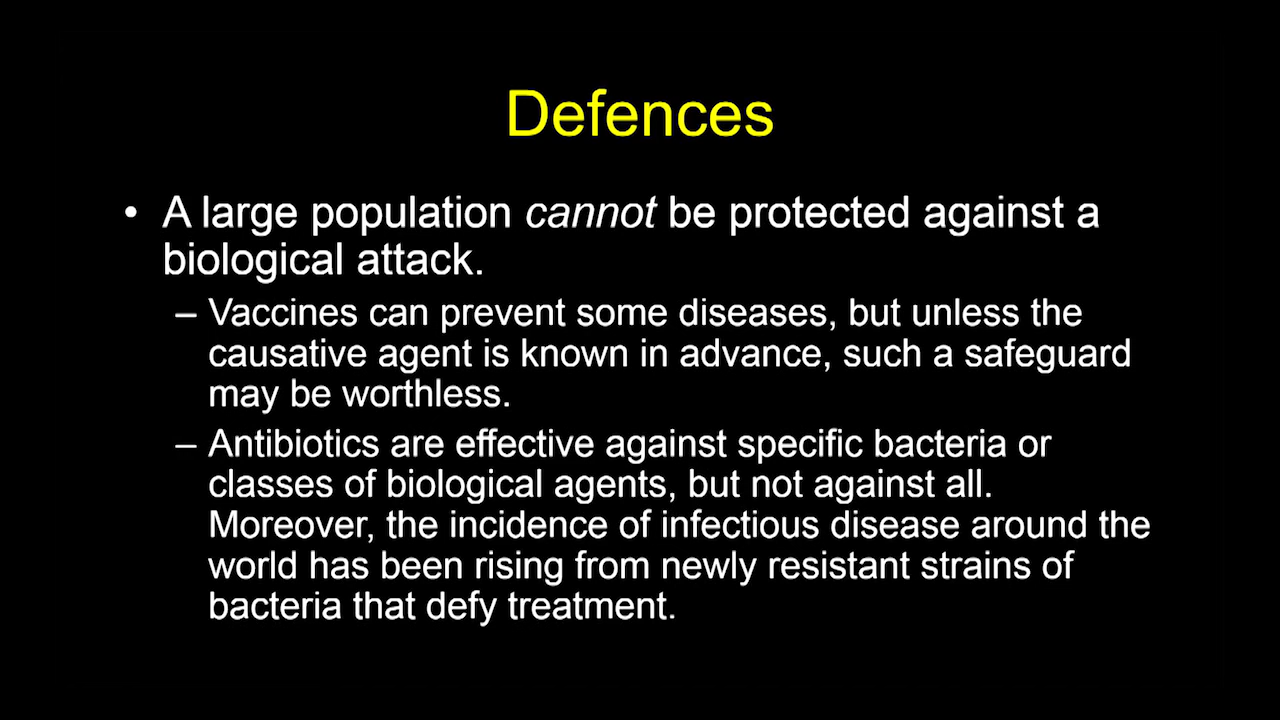 Defences
• A large population cannot be protected against a
biological attack.
– Vaccines can prevent some diseases, but unless the
causative agent is known in advance, such a safeguard
may be worthless.
– Antibiotics are effective against specific bacteria or
classes of biological agents, but not against all.
Moreover, the incidence of infectious disease around the
world has been rising from newly resistant strains of
bacteria that defy treatment.